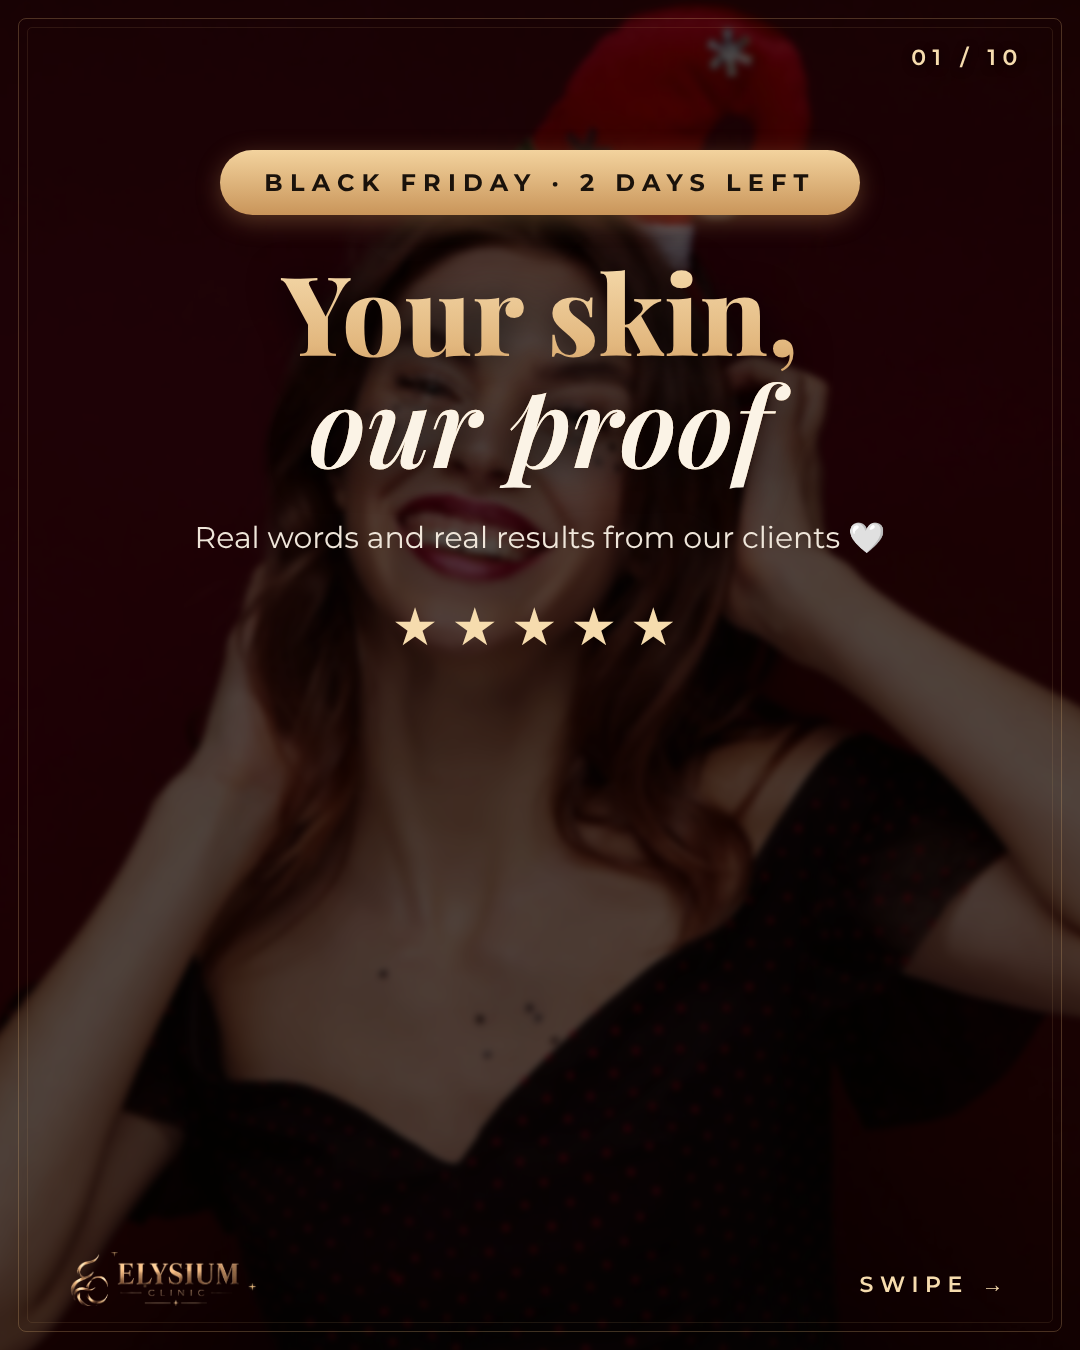 01 / 10
BLACK FRIDAY · 2 DAYS LEFT
Your skin,
our proof
Real words and real results from our clients 🤍
★ ★ ★ ★ ★
ELYSIUM
CLINIC
SWIPE →